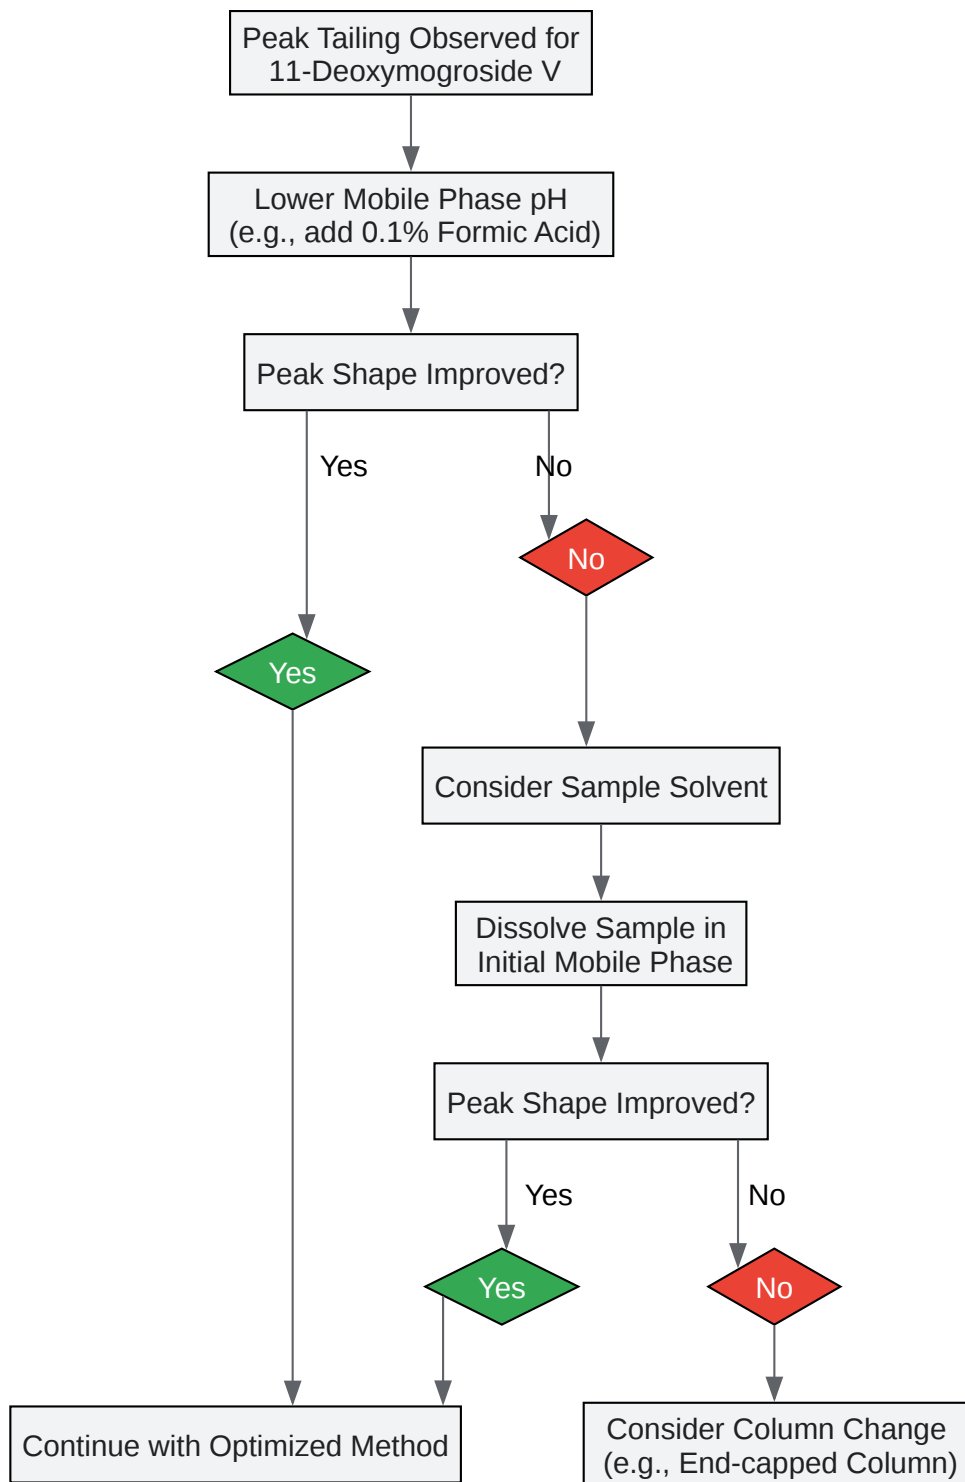 Peak Tailing Observed for
11-Deoxymogroside V
Lower Mobile Phase pH
(e.g., add 0.1% Formic Acid)
Peak Shape Improved?
Yes
No
No
Yes
Consider Sample Solvent
Dissolve Sample in
Initial Mobile Phase
Peak Shape Improved?
Yes
No
Yes
No
Continue with Optimized Method
Consider Column Change
(e.g., End-capped Column)